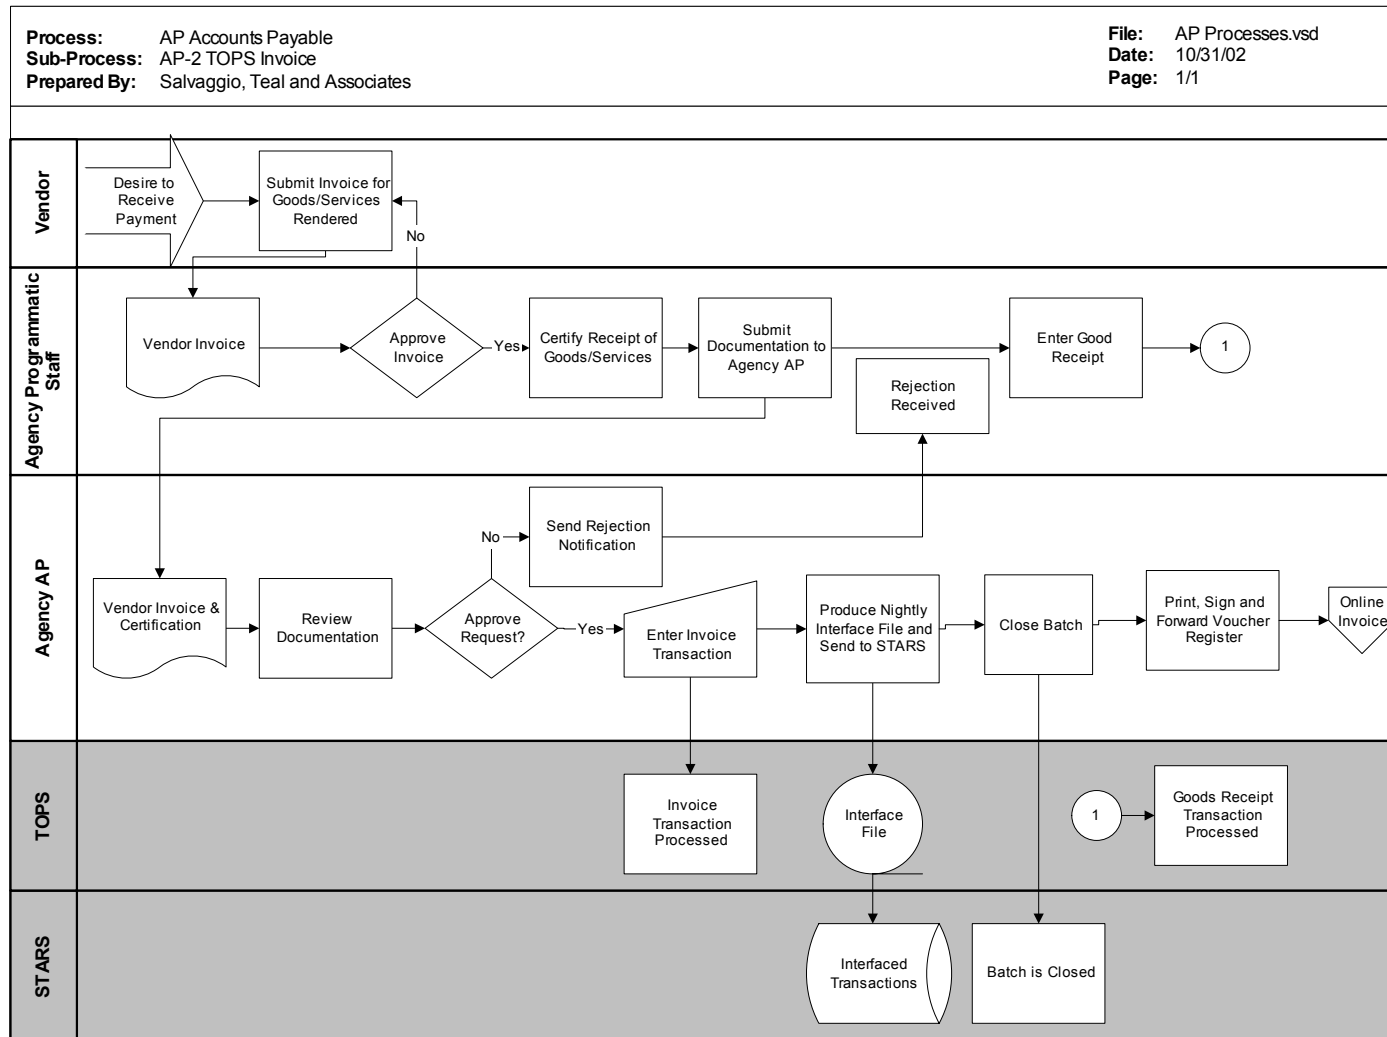 Process: AP Accounts Payable
Sub-Process: AP-2 TOPS Invoice
Prepared By: Salvaggio, Teal and Associates
File: AP Processes.vsd
Date: 10/31/02
Page: 1/1
Vendor
Desire to
Receive
Payment
Submit Invoice for
Goods/Services
Rendered
No
Agency Programmatic
Staff
Vendor Invoice
Approve
Invoice
Yes
Certify Receipt of
Goods/Services
Submit
Documentation to
Agency AP
Rejection
Received
Enter Good
Receipt
1
Agency AP
Vendor Invoice &
Certification
Review
Documentation
Approve
Request?
No
Send Rejection
Notification
Yes
Enter Invoice
Transaction
Produce Nightly
Interface File and
Send to STARS
Close Batch
Print, Sign and
Forward Voucher
Register
Online
Invoice
TOPS
Invoice
Transaction
Processed
Interface
File
1
Goods Receipt
Transaction
Processed
STARS
Interfaced
Transactions
Batch is Closed